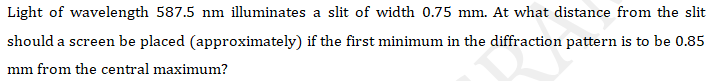 Light of wavelength 587.5 nm illuminates a slit of width 0.75 mm. At what distance from the slit
should a screen be placed (approximately) if the first minimum in the diffraction pattern is to be 0.85
mm from the central maximum?